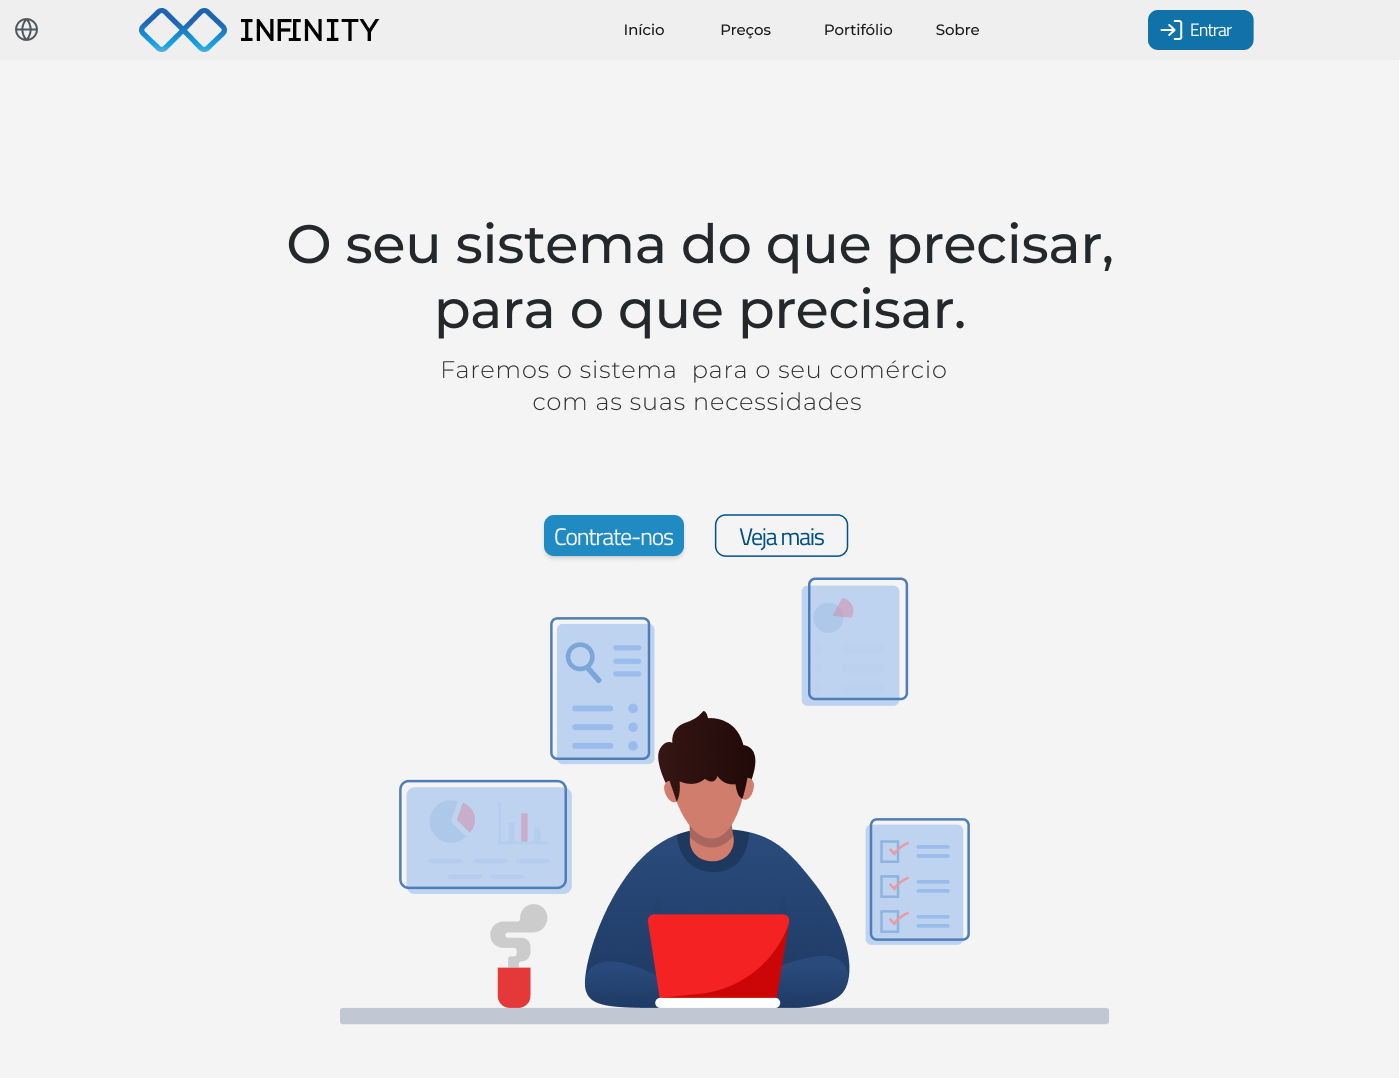 INFINITY
Início
Preços
Portifólio
Sobre
Entrar
O seu sistema do que precisar,
para o que precisar.
Faremos o sistema  para o seu comércio
com as suas necessidades
Contrate-nos
Veja mais